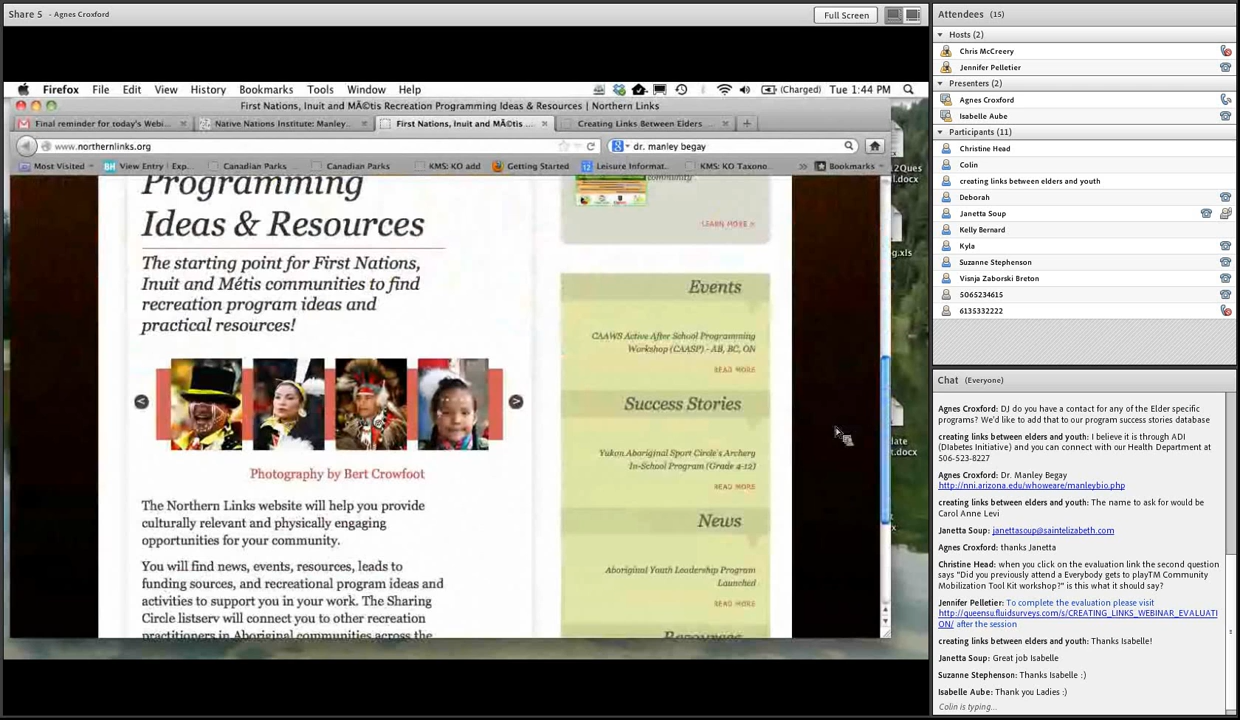 Share 5 - Agnes Croxford
Full Screen
Firefox File Edit View History Bookmarks Tools Window Help
(Charged) Tue 1:44 PM
First Nations, Inuit and MÃ©tis Recreation Programming Ideas & Resources | Northern Links
Final reminder for today's Webi...
Native Nations Institute: Manley...
First Nations, Inuit and MÃ©tis ...
Creating Links Between Elders ...
www.northernlinks.org
dr. manley begay
Most Visited
View Entry | Exp...
Canadian Parks
Canadian Parks
KMS: KO add
Getting Started
Leisure Informat...
KMS: KO Taxono...
Bookmarks
Programming
Ideas & Resources
The starting point for First Nations,
Inuit and Métis communities to find
recreation program ideas and
practical resources!
Photography by Bert Crowfoot
The Northern Links website will help you provide
culturally relevant and physically engaging
opportunities for your community.
You will find news, events, resources, leads to
funding sources, and recreational program ideas and
activities to support you in your work. The Sharing
Circle listserv will connect you to other recreation
practitioners in Aboriginal communities across the
community
LEARN MORE »
Events
CAAWS Active After School Programming
Workshop (CAASP) - AB, BC, ON
READ MORE
Success Stories
Yukon Aboriginal Sport Circle's Archery
In-School Program (Grade 4-12)
READ MORE
News
Aboriginal Youth Leadership Program
Launched
READ MORE
Resources
2Ques
l.docx
g.xls
late
t.docx
Attendees (15)
Hosts (2)
Chris McCreery
Jennifer Pelletier
Presenters (2)
Agnes Croxford
Isabelle Aube
Participants (11)
Christine Head
Colin
creating links between elders and youth
Deborah
Janetta Soup
Kelly Bernard
Kyla
Suzanne Stephenson
Visnja Zaborski Breton
5065234615
6135332222
Chat (Everyone)
Agnes Croxford: DJ do you have a contact for any of the Elder specific
programs? We'd like to add that to our program success stories database
creating links between elders and youth: I believe it is through ADI
(DIabetes Initiative) and you can connect with our Health Department at
506-523-8227
Agnes Croxford: Dr. Manley Begay
http://nni.arizona.edu/whoweare/manleybio.php
creating links between elders and youth: The name to ask for would be
Carol Anne Levi
Janetta Soup: janettasoup@saintelizabeth.com
Agnes Croxford: thanks Janetta
Christine Head: when you click on the evaluation link the second question
says "Did you previously attend a Everybody gets to playTM Community
Mobilization Tool Kit workshop?" is this what it should say?
Jennifer Pelletier: To complete the evaluation please visit
http://queensu.fluidsurveys.com/s/CREATING_LINKS_WEBINAR_EVALUATI
ON/ after the session
creating links between elders and youth: Thanks Isabelle!
Janetta Soup: Great job Isabelle
Suzanne Stephenson: Thanks Isabelle :)
Isabelle Aube: Thank you Ladies :)
Colin is typing...